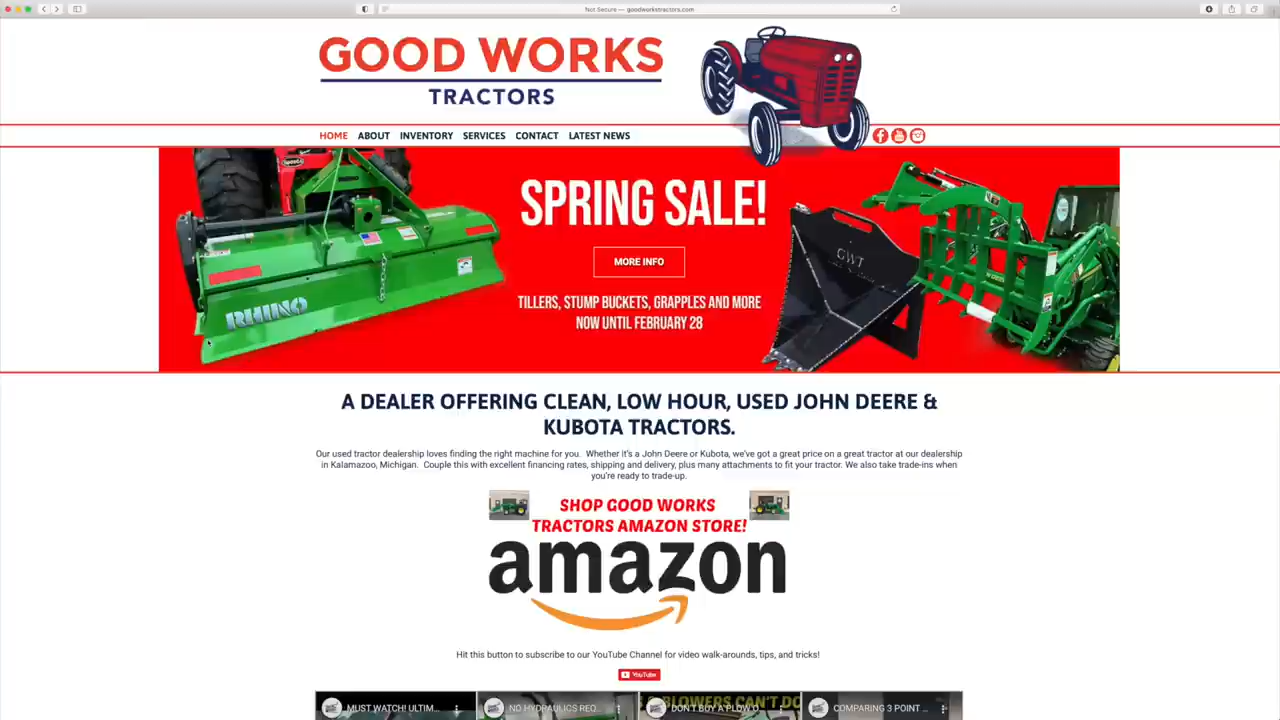 Not Secure — goodworkstractors.com
GOOD WORKS
TRACTORS
HOME ABOUT INVENTORY SERVICES CONTACT LATEST NEWS
SPRING SALE!
MORE INFO
TILLERS, STUMP BUCKETS, GRAPPLES AND MORE
NOW UNTIL FEBRUARY 28
RHINO
GWT
A DEALER OFFERING CLEAN, LOW HOUR, USED JOHN DEERE &
KUBOTA TRACTORS.
Our used tractor dealership loves finding the right machine for you. Whether it's a John Deere or Kubota, we've got a great price on a great tractor at our dealership
in Kalamazoo, Michigan. Couple this with excellent financing rates, shipping and delivery, plus many attachments to fit your tractor. We also take trade-ins when
you're ready to trade-up.
SHOP GOOD WORKS
TRACTORS AMAZON STORE!
amazon
Hit this button to subscribe to our YouTube Channel for video walk-arounds, tips, and tricks!
YouTube
MUST WATCH! ULTIM...
NO HYDRAULICS REQ...
DON'T BUY A PLOW O...
COMPARING 3 POINT ...
BLOWERS CAN'T DO